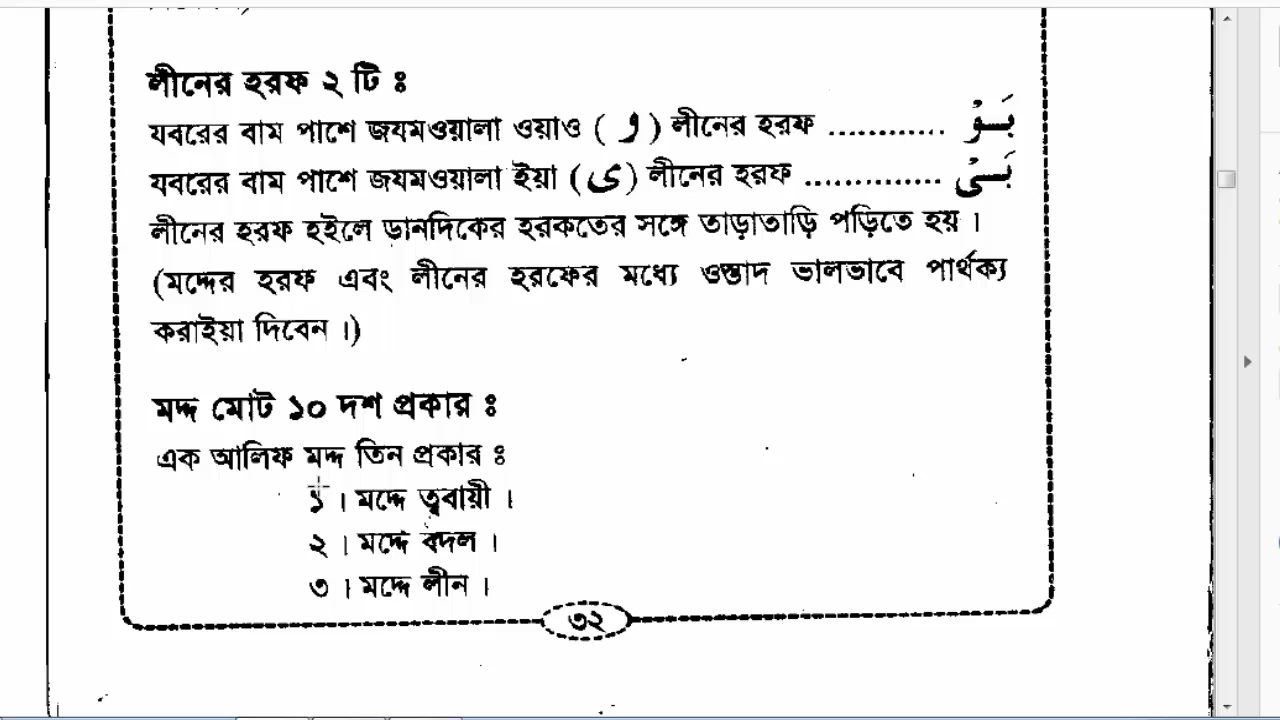 লীনের হরফ ২ টি ঃ
যবরের বাম পাশে জযমওয়ালা ওয়াও ( و ) লীনের হরফ ............ بَوْ
যবরের বাম পাশে জযমওয়ালা ইয়া ( ى ) লীনের হরফ .............. بَىْ
লীনের হরফ হইলে ডানদিকের হরকতের সঙ্গে তাড়াতাড়ি পড়িতে হয় ।
(মদ্দের হরফ এবং লীনের হরফের মধ্যে ওস্তাদ ভালভাবে পার্থক্য
করাইয়া দিবেন ।)
মদ্দ মোট ১০ দশ প্রকার ঃ
এক আলিফ মদ্দ তিন প্রকার ঃ
১ । মদ্দে ত্ববায়ী ।
২ । মদ্দে বদল ।
৩ । মদ্দে লীন ।
৩২